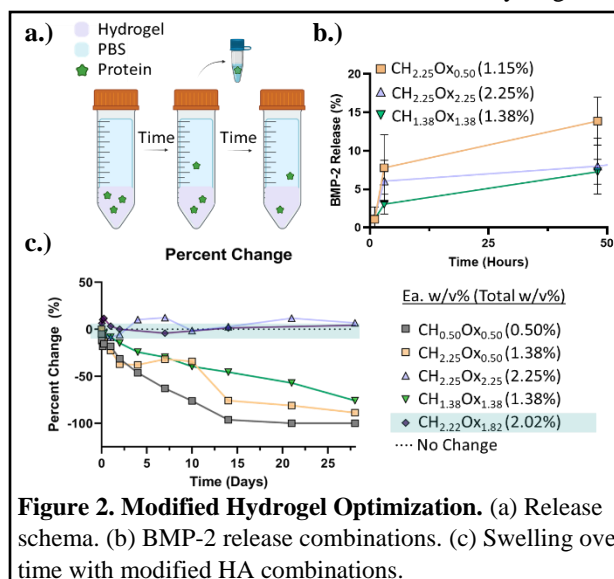 a.)
Hydrogel
PBS
Protein
Time
Time
b.)
BMP-2 Release (%)
20
15
10
5
0
CH2.25Ox0.50 (1.15%)
CH2.25Ox2.25 (2.25%)
CH1.38Ox1.38 (1.38%)
0
25
50
Time (Hours)
c.)
Percent Change
Percent Change (%)
50
0
-50
-100
0
5
10
15
20
25
Time (Days)
Ea. w/v% (Total w/v%)
CH0.50Ox0.50 (0.50%)
CH2.25Ox0.50 (1.38%)
CH2.25Ox2.25 (2.25%)
CH1.38Ox1.38 (1.38%)
CH2.22Ox1.82 (2.02%)
No Change
Figure 2. Modified Hydrogel Optimization. (a) Release
schema. (b) BMP-2 release combinations. (c) Swelling ove
time with modified HA combinations.